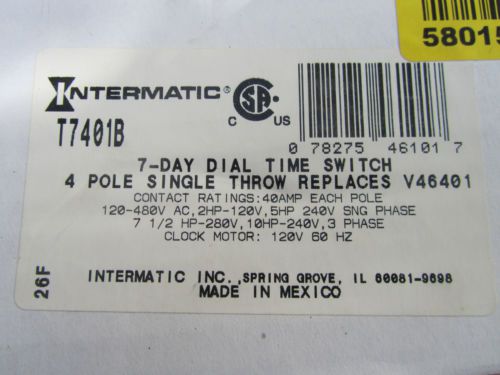 58015
INTERMATIC®
CSA
C US
T7401B
0 78275 46101 7
7-DAY DIAL TIME SWITCH
4 POLE SINGLE THROW REPLACES V46401
CONTACT RATINGS:40AMP EACH POLE
120-480V AC,2HP-120V,5HP 240V SNG PHASE
7 1/2 HP-280V,10HP-240V,3 PHASE
CLOCK MOTOR: 120V 60 HZ
26F
INTERMATIC INC.,SPRING GROVE, IL 60081-9698
MADE IN MEXICO